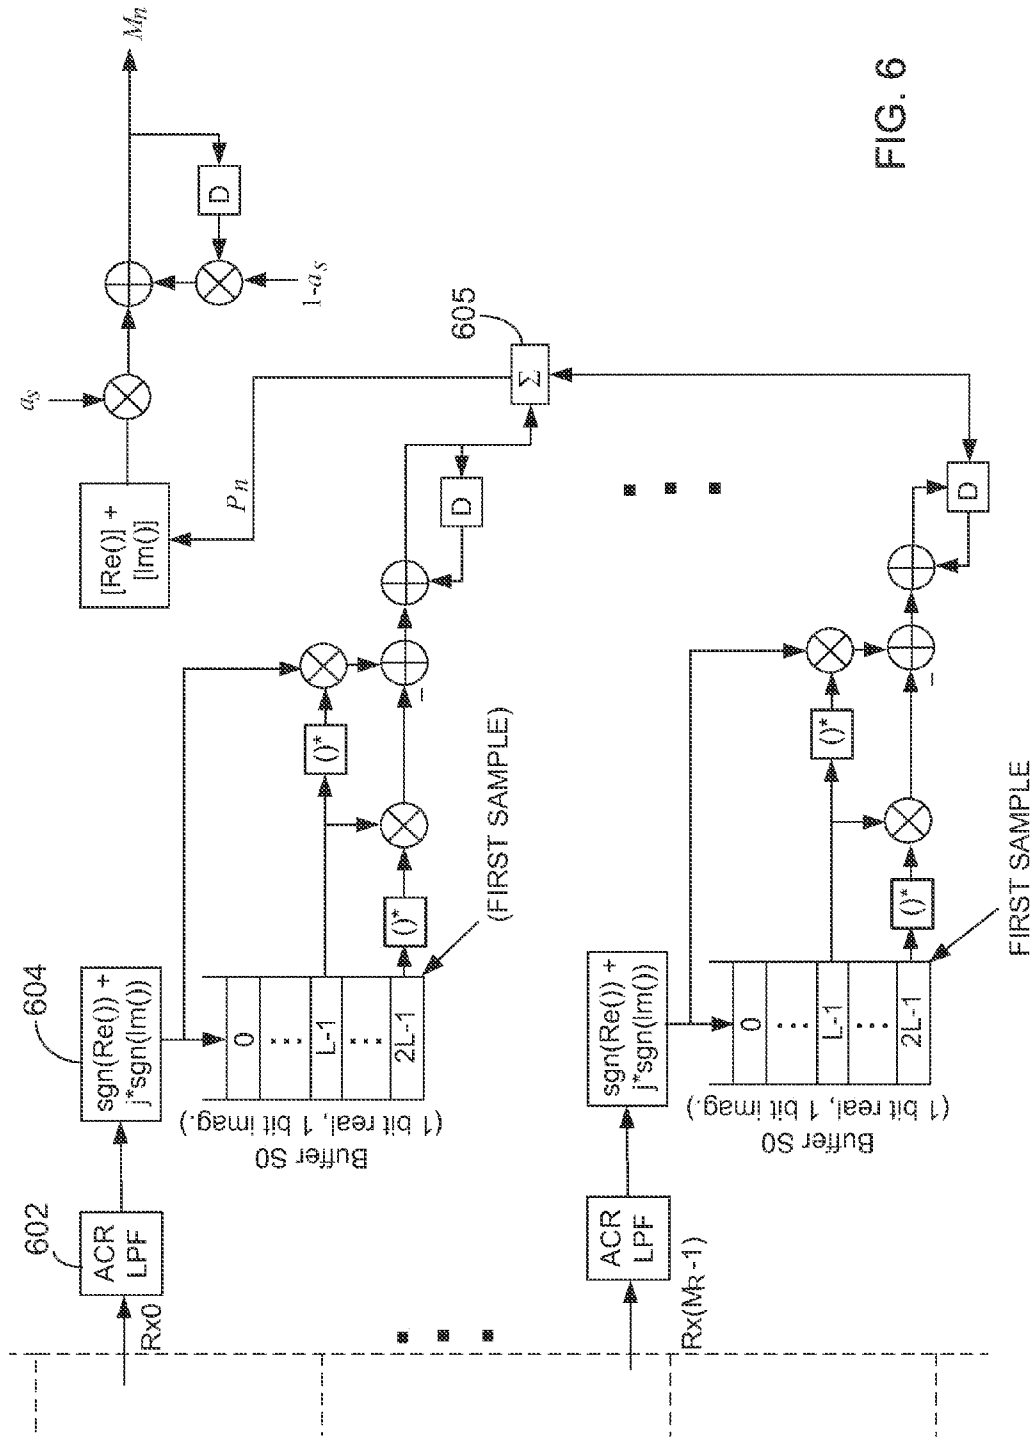 Rx0
602
ACR
LPF
604
sgn(Re()) +
j*sgn(Im())
Buffer S0
(1 bit real, 1 bit imag.)
0
...
L-1
...
2L-1
()*
()*
(FIRST SAMPLE)
−
D
605
Σ
Pn
[Re()] +
[Im()]
as
1-as
D
Mn
Rx(MR-1)
ACR
LPF
sgn(Re()) +
j*sgn(Im())
Buffer S0
(1 bit real, 1 bit imag.)
0
...
L-1
...
2L-1
()*
()*
FIRST SAMPLE
−
D
FIG. 6